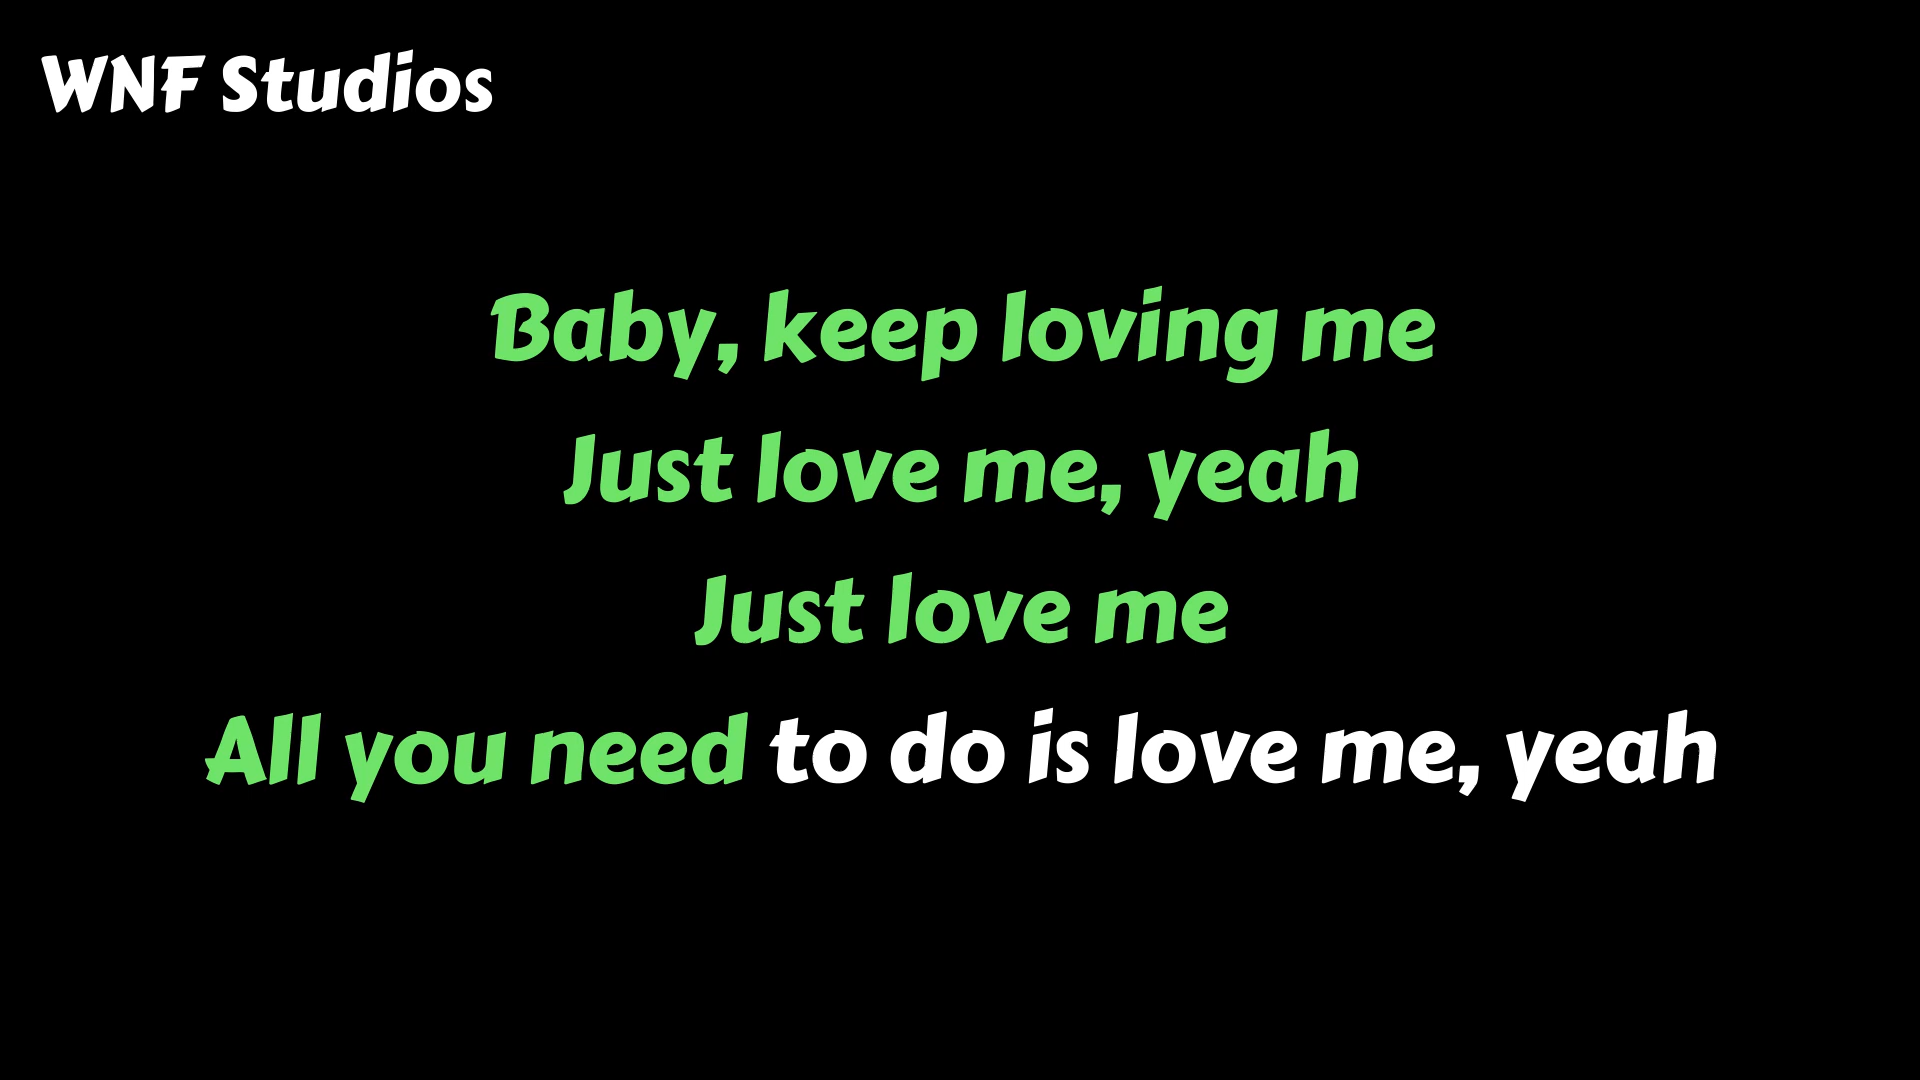 WNF Studios
Baby, keep loving me
Just love me, yeah
Just love me
All you need to do is love me, yeah